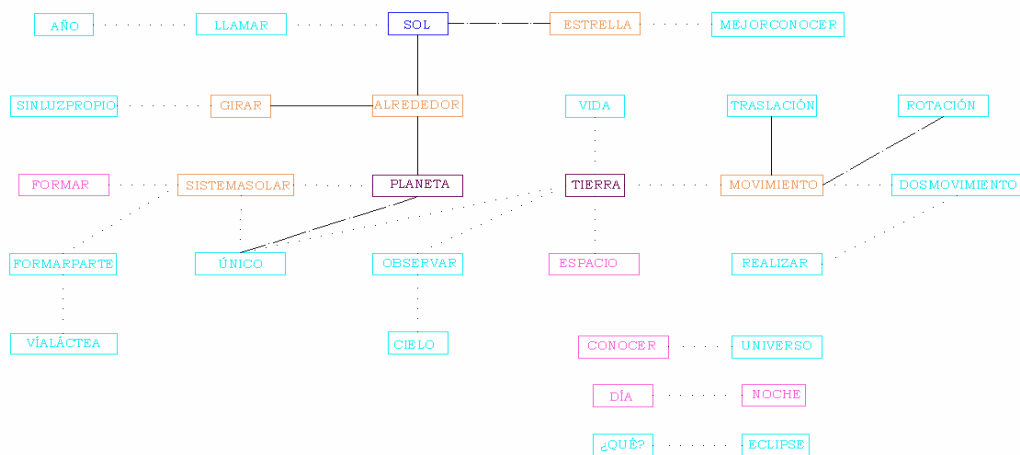 AÑO
LLAMAR
SOL
ESTRELLA
MEJORCONOCER
SINLUZPROPIO
GIRAR
ALREDEDOR
VIDA
TRASLACIÓN
ROTACIÓN
FORMAR
SISTEMASOLAR
PLANETA
TIERRA
MOVIMIENTO
DOSMOVIMIENTO
FORMARPARTE
ÚNICO
OBSERVAR
ESPACIO
REALIZAR
VÍALÁCTEA
CIELO
CONOCER
UNIVERSO
DÍA
NOCHE
¿QUÉ?
ECLIPSE